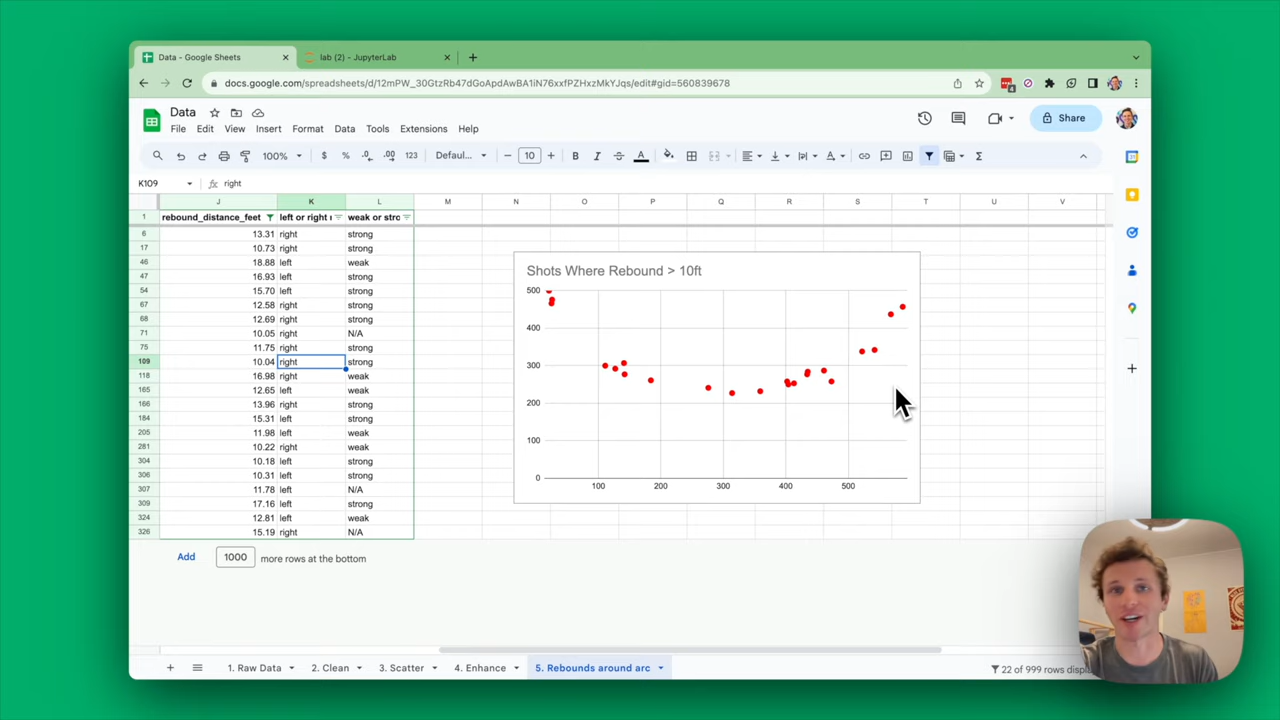 Data - Google Sheets
lab (2) - JupyterLab
docs.google.com/spreadsheets/d/12mPW_30GtzRb47dGoApdAwBA1iN76xxfPZHxzMkYJqs/edit#gid=560839678
Data
File Edit View Insert Format Data Tools Extensions Help
Share
100% $ % .0 .00 123 Defaul... 10 B I A
K109 right
J K L M N O P Q R S T U V
1 rebound_distance_feet left or right weak or stro
6 13.31 right strong
17 10.73 right strong
46 18.88 left weak
47 16.93 left strong
54 15.70 left strong
67 12.58 right strong
68 12.69 right strong
71 10.05 right N/A
75 11.75 right strong
109 10.04 right strong
118 16.98 right weak
165 12.65 left weak
166 13.96 right strong
184 15.31 left strong
205 11.98 left weak
281 10.22 right weak
304 10.18 left strong
306 10.31 left strong
307 11.78 left N/A
309 17.16 left strong
324 12.81 left weak
326 15.19 right N/A
Shots Where Rebound > 10ft
500
400
300
200
100
0
100 200 300 400 500
Add 1000 more rows at the bottom
1. Raw Data 2. Clean 3. Scatter 4. Enhance 5. Rebounds around arc
22 of 999 rows displ